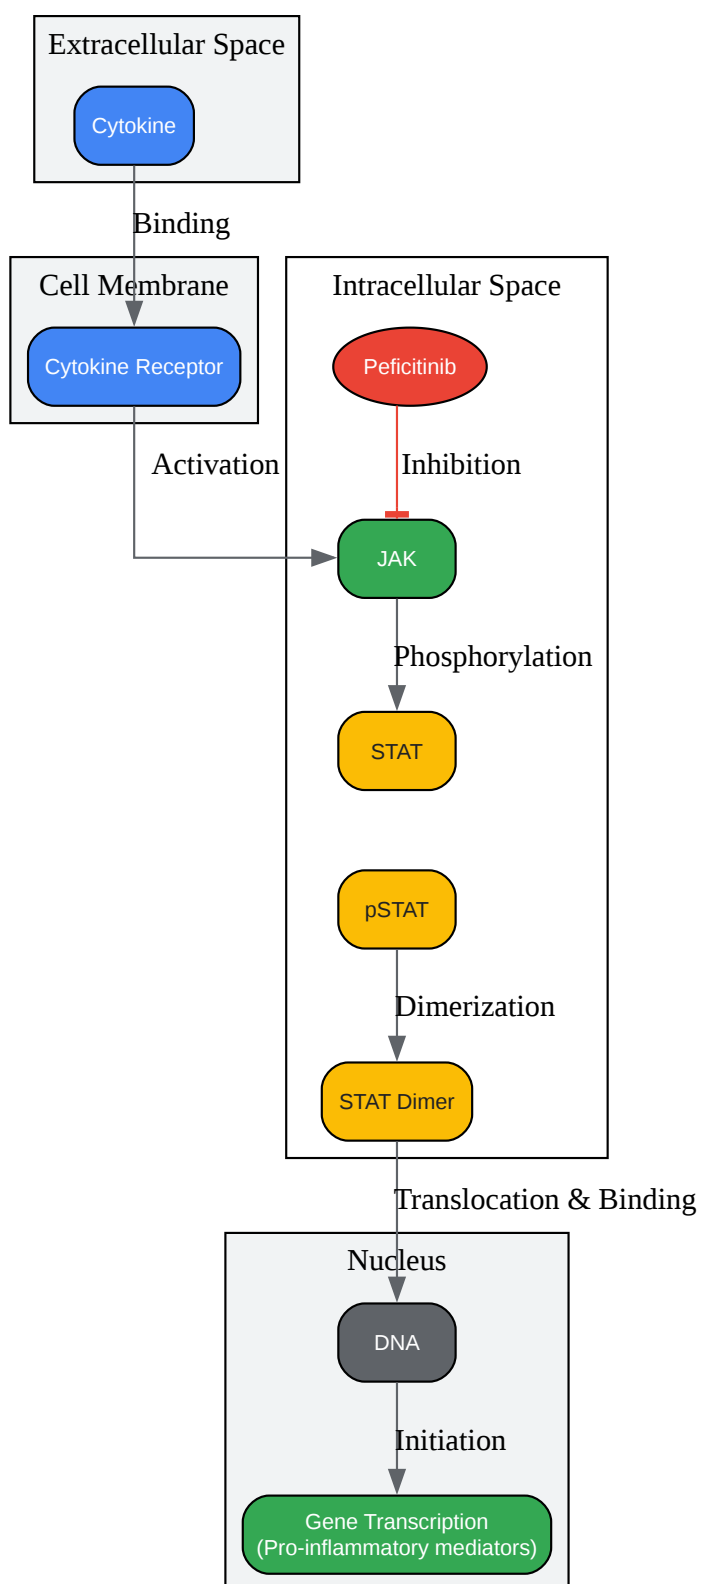 Extracellular Space
Cytokine
Binding
Cell Membrane
Cytokine Receptor
Intracellular Space
Peficitinib
Activation
Inhibition
JAK
Phosphorylation
STAT
pSTAT
Dimerization
STAT Dimer
Translocation & Binding
Nucleus
DNA
Initiation
Gene Transcription
(Pro-inflammatory mediators)